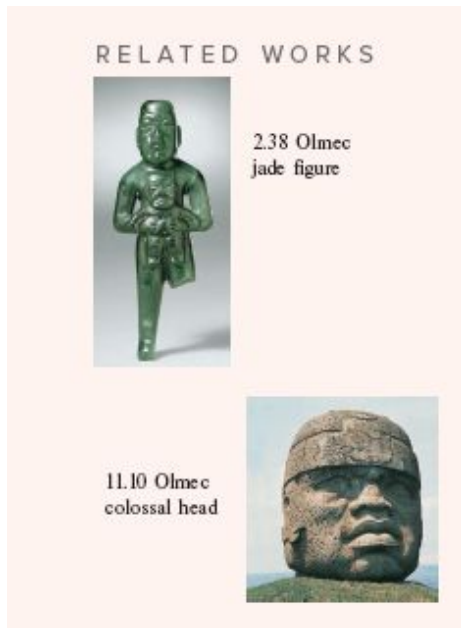 RELATED WORKS
2.38 Olmec
jade figure
11.10 Olmec
colossal head